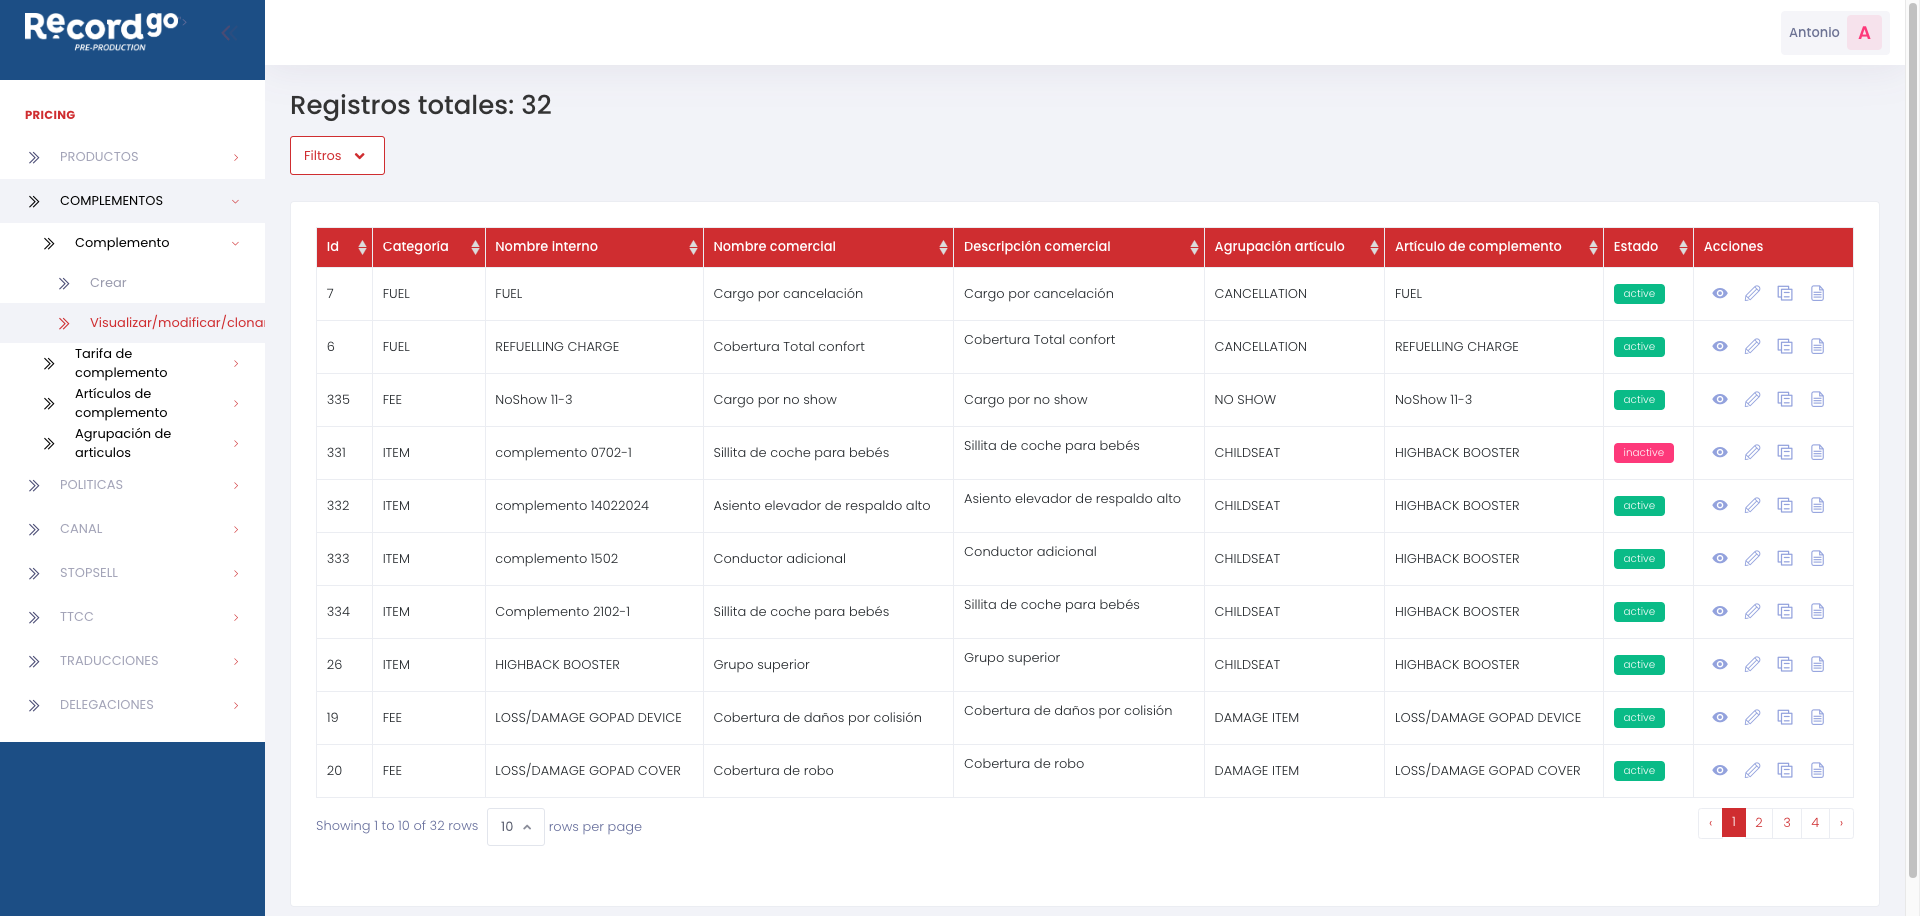 Recordgo
PRE-PRODUCTION
Antonio
A
PRICING
PRODUCTOS
COMPLEMENTOS
Complemento
Crear
Visualizar/modificar/clonar
Tarifa de
complemento
Artículos de
complemento
Agrupación de
articulos
POLITICAS
CANAL
STOPSELL
TTCC
TRADUCCIONES
DELEGACIONES
Registros totales: 32
Filtros
Id Categoría Nombre interno Nombre comercial Descripción comercial Agrupación artículo Artículo de complemento Estado Acciones
7 FUEL FUEL Cargo por cancelación Cargo por cancelación CANCELLATION FUEL active
6 FUEL REFUELLING CHARGE Cobertura Total confort Cobertura Total confort CANCELLATION REFUELLING CHARGE active
335 FEE NoShow 11-3 Cargo por no show Cargo por no show NO SHOW NoShow 11-3 active
331 ITEM complemento 0702-1 Sillita de coche para bebés Sillita de coche para bebés CHILDSEAT HIGHBACK BOOSTER inactive
332 ITEM complemento 14022024 Asiento elevador de respaldo alto Asiento elevador de respaldo alto CHILDSEAT HIGHBACK BOOSTER active
333 ITEM complemento 1502 Conductor adicional Conductor adicional CHILDSEAT HIGHBACK BOOSTER active
334 ITEM Complemento 2102-1 Sillita de coche para bebés Sillita de coche para bebés CHILDSEAT HIGHBACK BOOSTER active
26 ITEM HIGHBACK BOOSTER Grupo superior Grupo superior CHILDSEAT HIGHBACK BOOSTER active
19 FEE LOSS/DAMAGE GOPAD DEVICE Cobertura de daños por colisión Cobertura de daños por colisión DAMAGE ITEM LOSS/DAMAGE GOPAD DEVICE active
20 FEE LOSS/DAMAGE GOPAD COVER Cobertura de robo Cobertura de robo DAMAGE ITEM LOSS/DAMAGE GOPAD COVER active
Showing 1 to 10 of 32 rows 10 rows per page
‹ 1 2 3 4 ›